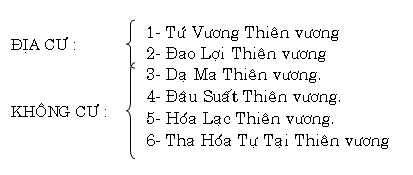 ĐỊA CƯ :
1- Tứ Vương Thiên vương
2- Đao Lợi Thiên vương
KHÔNG CƯ :
3- Dạ Ma Thiên vương.
4- Đâu Suất Thiên vương.
5- Hóa Lạc Thiên vương.
6- Tha Hóa Tự Tại Thiên vương